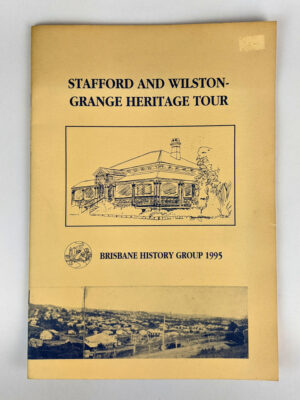 STAFFORD AND WILSTON-
GRANGE HERITAGE TOUR
BRISBANE HISTORY GROUP 1995